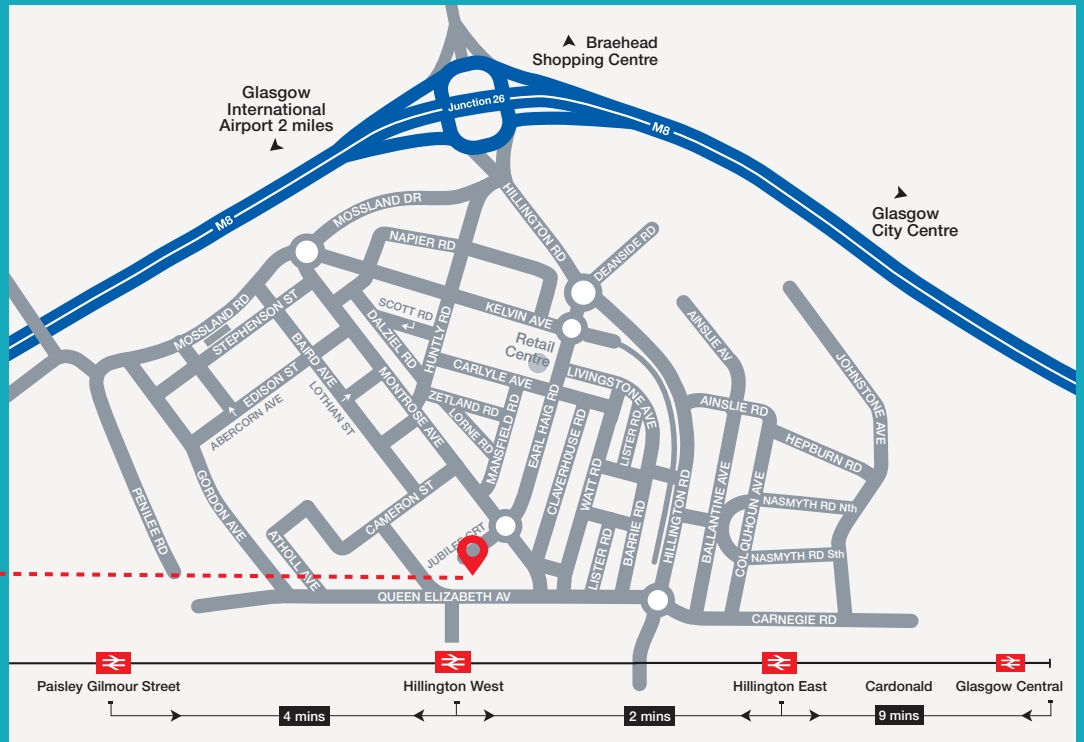 Braehead
Shopping Centre
Glasgow
International
Airport 2 miles
Junction 26
M8
M8
Glasgow
City Centre
MOSSLAND DR
HILLINGTON RD
NAPIER RD
DEANSIDE RD
MOSSLAND RD
STEPHENSON ST
SCOTT RD
KELVIN AVE
HUNTLY RD
DALZIEL RD
Retail
Centre
AINSLIE AV
JOHNSTONE AVE
BAIRD AVE
CARLYLE AVE
LIVINGSTONE AVE
EDISON ST
ABERCORN AVE
LOTHIAN ST
MONTROSE AVE
ZETLAND RD
LORNE RD
MANSFIELD RD
EARL HAIG RD
CLAVERHOUSE RD
WATT RD
LISTER RD
AINSLIE RD
HEPBURN RD
PENILEE RD
GORDON AVE
CAMERON ST
ATHOLL AVE
JUBILEE CRT
LISTER RD
BARRIE RD
HILLINGTON RD
BALLANTINE AVE
COLQUHOUN AVE
NASMYTH RD Nth
NASMYTH RD Sth
QUEEN ELIZABETH AV
CARNEGIE RD
Paisley Gilmour Street
Hillington West
Hillington East
Cardonald
Glasgow Central
4 mins
2 mins
9 mins